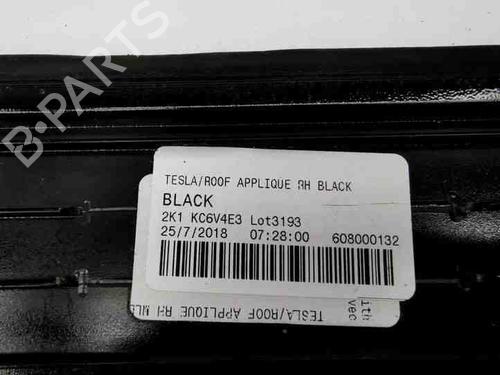 B-PARTS
TESLA/ROOF APPLIQUE RH BLACK
BLACK
2K1 KC6V4E3 Lot3193
25/7/2018 07:28:00 608000132
TESLA/ROOF APPLIQUE RH